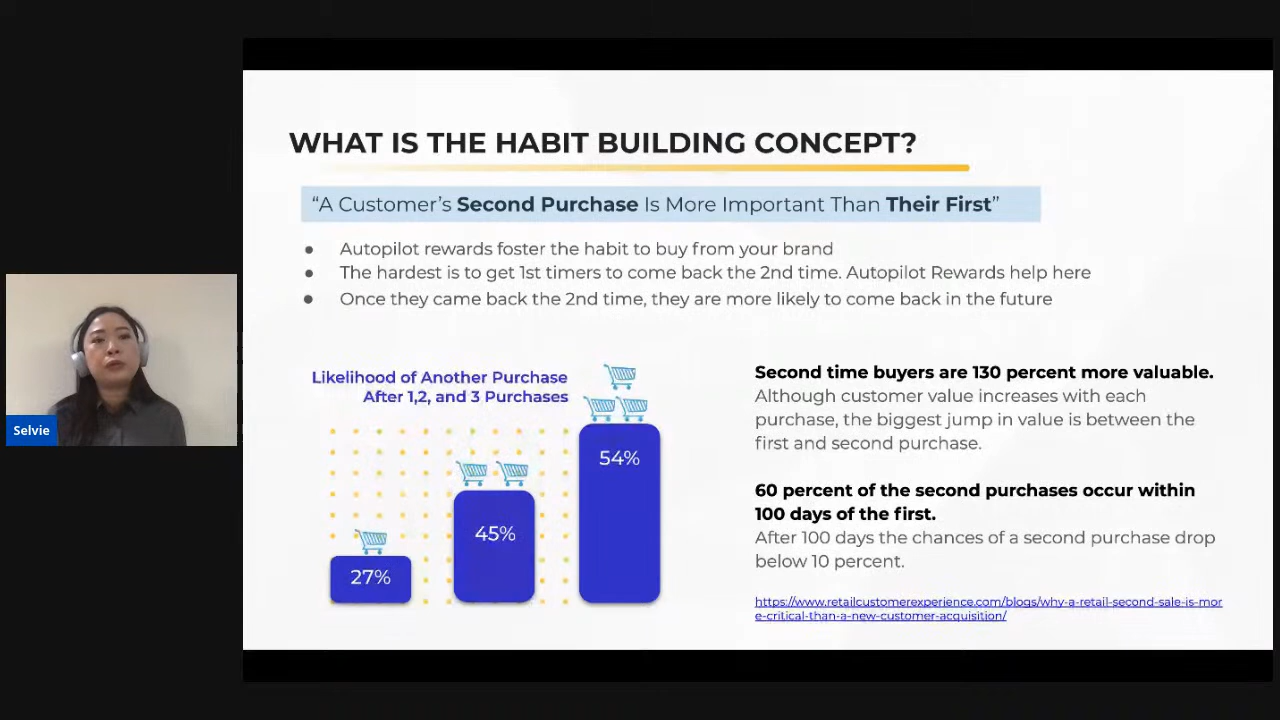 WHAT IS THE HABIT BUILDING CONCEPT?
“A Customer’s Second Purchase Is More Important Than Their First”
● Autopilot rewards foster the habit to buy from your brand
● The hardest is to get 1st timers to come back the 2nd time. Autopilot Rewards help here
● Once they came back the 2nd time, they are more likely to come back in the future
Likelihood of Another Purchase
After 1,2, and 3 Purchases
27%
45%
54%
Second time buyers are 130 percent more valuable.
Although customer value increases with each
purchase, the biggest jump in value is between the
first and second purchase.
60 percent of the second purchases occur within
100 days of the first.
After 100 days the chances of a second purchase drop
below 10 percent.
https://www.retailcustomerexperience.com/blogs/why-a-retail-second-sale-is-mor
e-critical-than-a-new-customer-acquisition/
Selvie